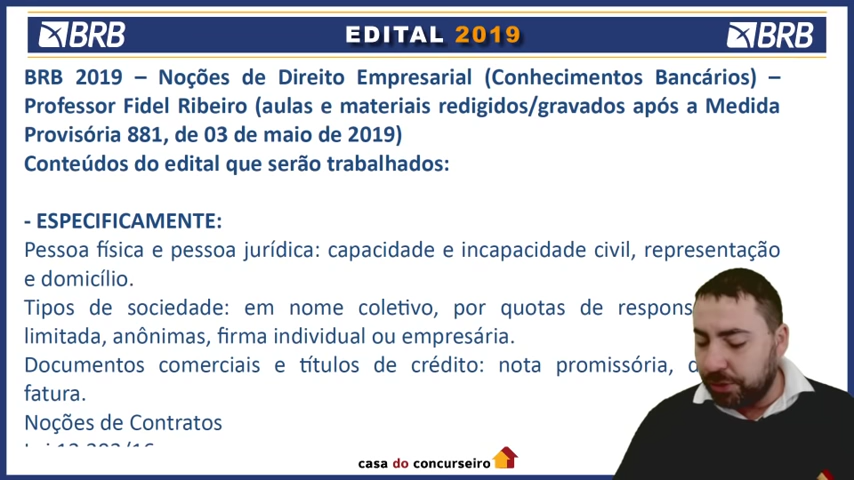 BRB
EDITAL 2019
BRB
BRB 2019 – Noções de Direito Empresarial (Conhecimentos Bancários) –
Professor Fidel Ribeiro (aulas e materiais redigidos/gravados após a Medida
Provisória 881, de 03 de maio de 2019)
Conteúdos do edital que serão trabalhados:
- ESPECIFICAMENTE:
Pessoa física e pessoa jurídica: capacidade e incapacidade civil, representação
e domicílio.
Tipos de sociedade: em nome coletivo, por quotas de
limitada, anônimas, firma individual ou empresária.
Documentos comerciais e títulos de crédito: nota promissória,
fatura.
Noções de Contratos
casa do concurseiro